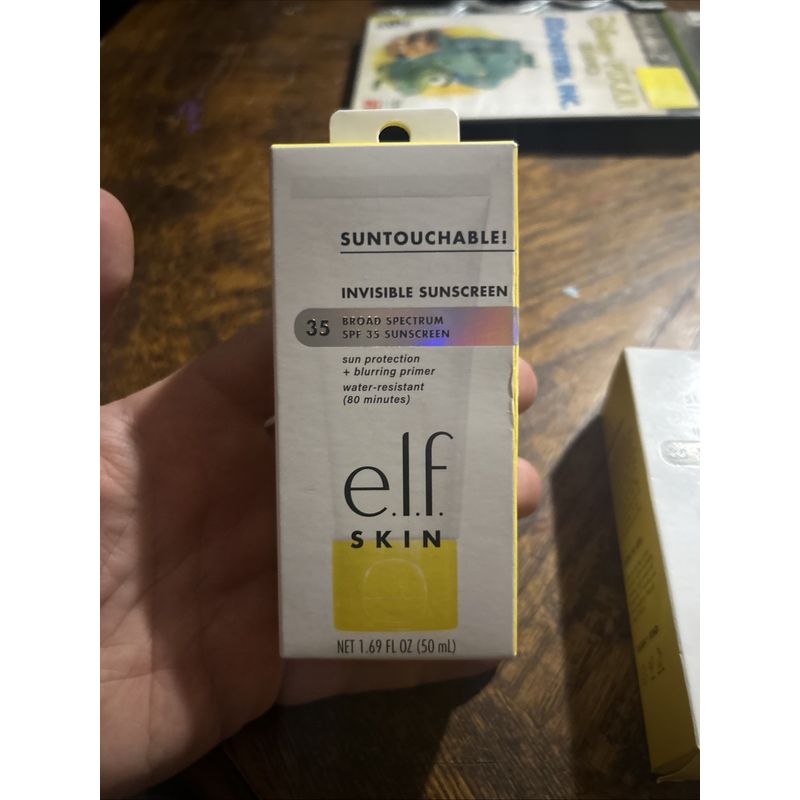 SUNTOUCHABLE!
INVISIBLE SUNSCREEN
35
BROAD SPECTRUM
SPF 35 SUNSCREEN
sun protection
+ blurring primer
water-resistant
(80 minutes)
e.l.f.
SKIN
NET 1.69 FL OZ (50 mL)